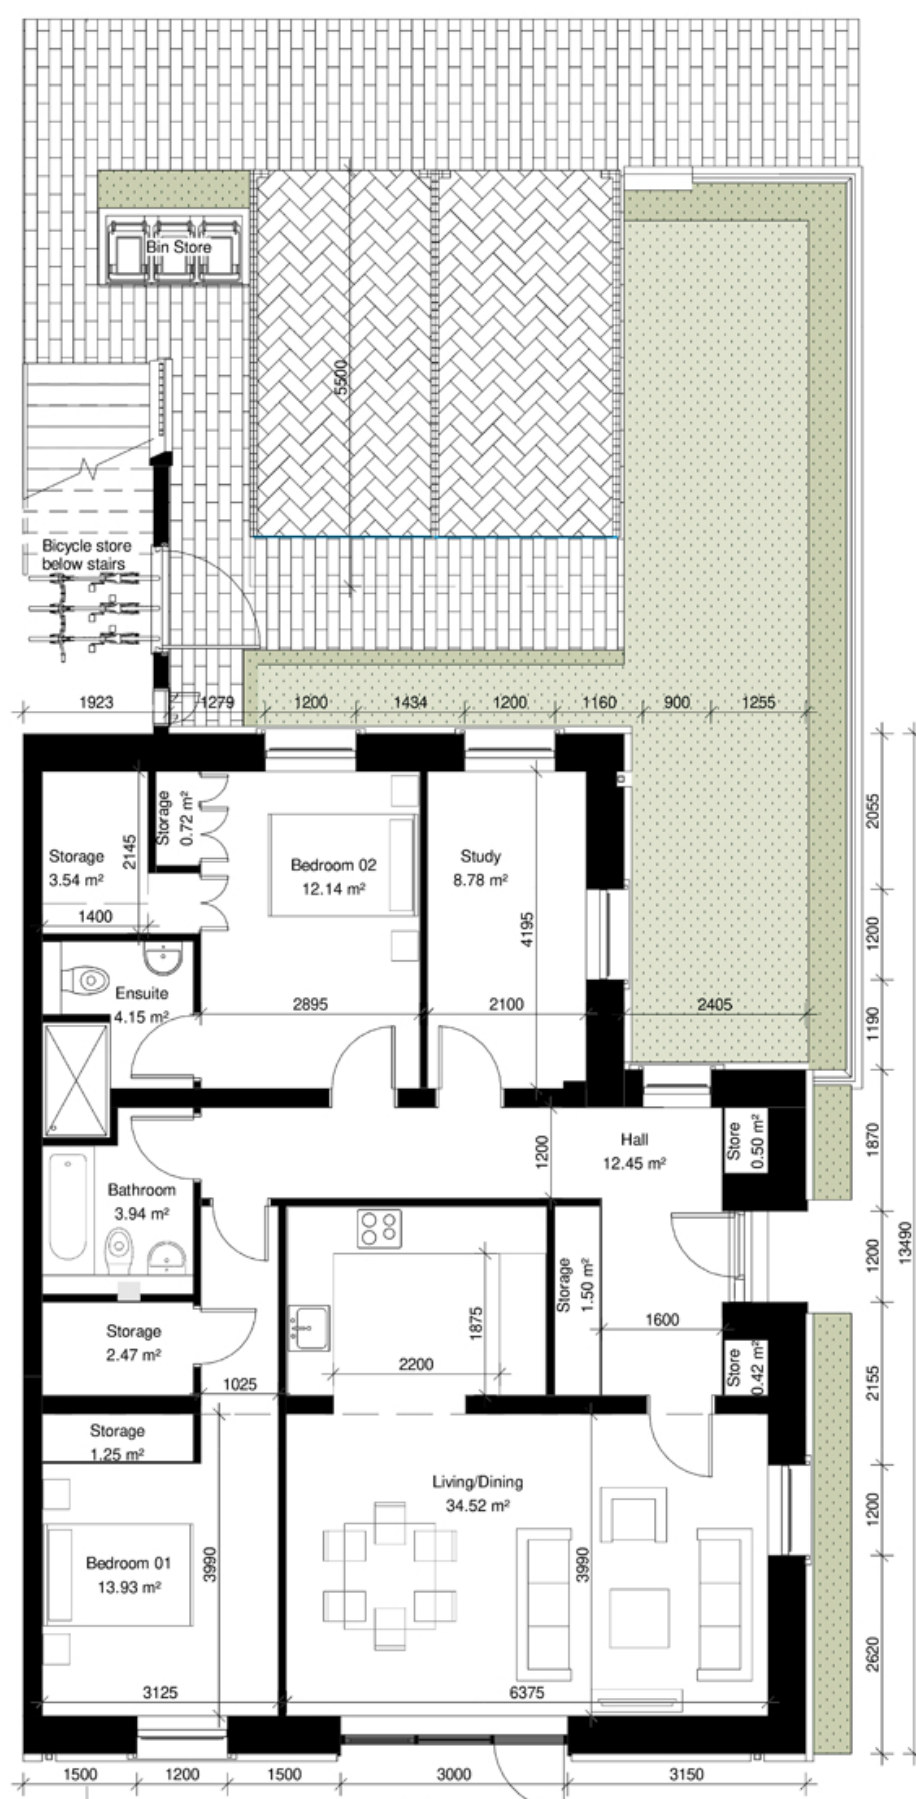 Bin Store
5500
Bicycle store
below stairs
1923
1279
1200
1434
1200
1160
900
1255
2055
Storage
0.72 m²
2145
Storage
3.54 m²
Bedroom 02
12.14 m²
Study
8.78 m²
1400
4195
1200
Ensuite
4.15 m²
2895
2100
2405
1190
1200
Hall
12.45 m²
Store
0.50 m²
1870
Bathroom
3.94 m²
1200
13490
Storage
1.50 m²
1875
1600
Storage
2.47 m²
2200
Store
0.42 m²
2155
1025
Storage
1.25 m²
Living/Dining
34.52 m²
1200
Bedroom 01
13.93 m²
3990
3990
2620
3125
6375
1500
1200
1500
3000
3150